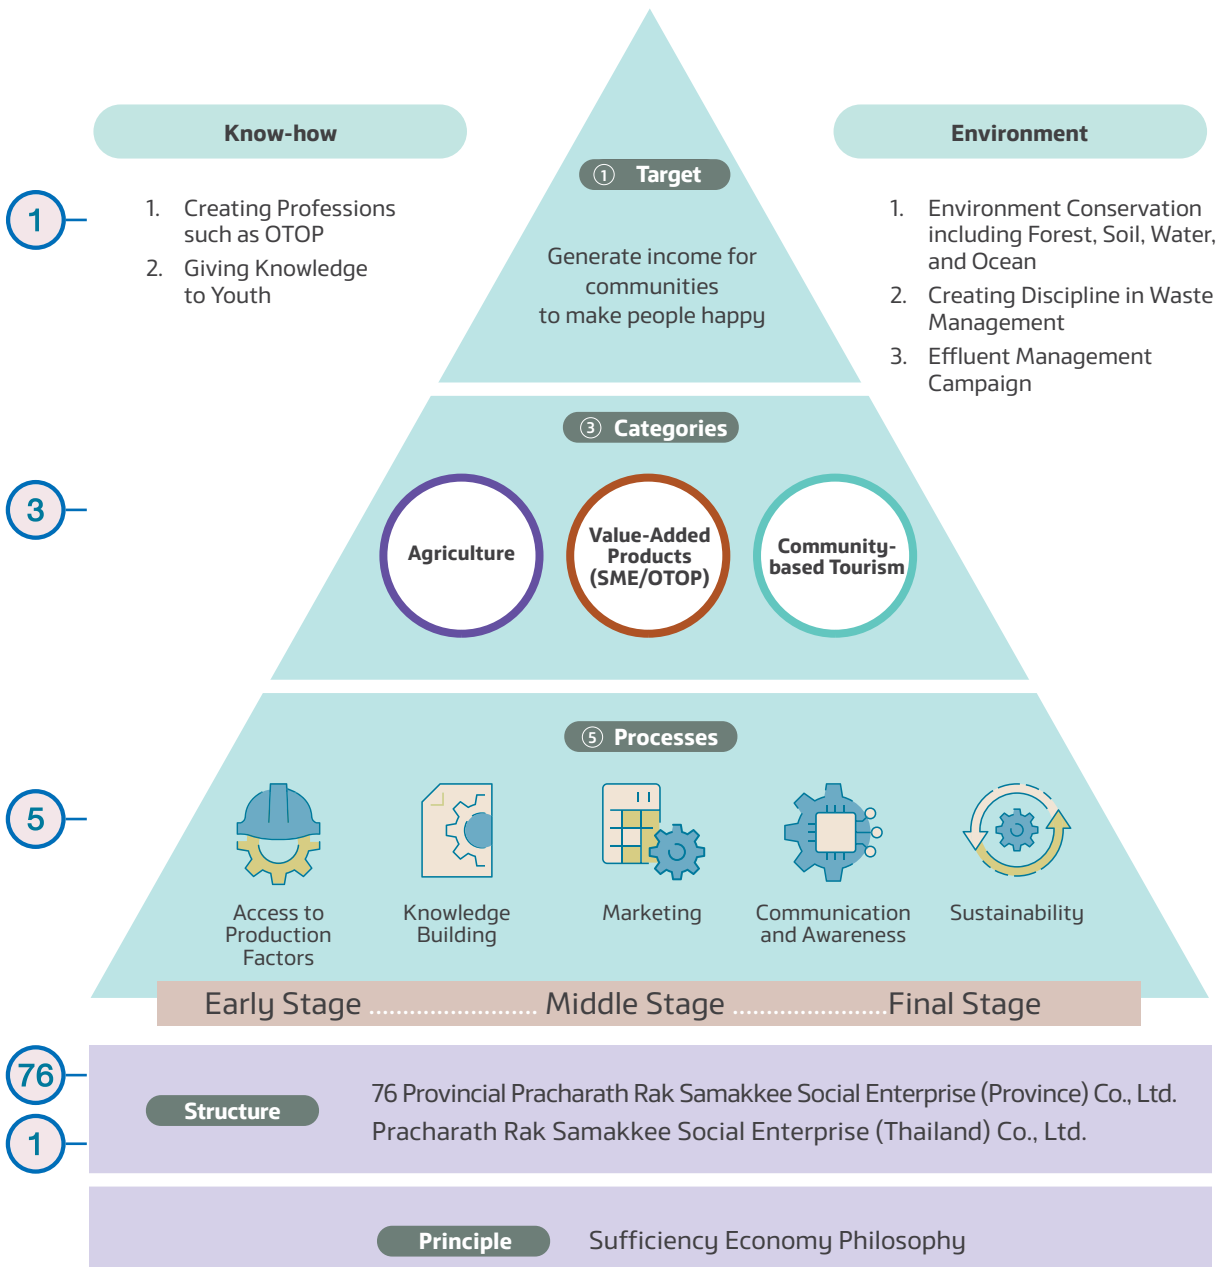 Know-how
1. Creating Professions
such as OTOP
2. Giving Knowledge
to Youth
Environment
1. Environment Conservation
including Forest, Soil, Water,
and Ocean
2. Creating Discipline in Waste
Management
3. Effluent Management
Campaign
1
① Target
Generate income for
communities
to make people happy
3
③ Categories
Agriculture
Value-Added
Products
(SME/OTOP)
Community-
based Tourism
5
⑤ Processes
Access to
Production
Factors
Knowledge
Building
Marketing
Communication
and Awareness
Sustainability
Early Stage ......................... Middle Stage .......................Final Stage
76
1
Structure
76 Provincial Pracharath Rak Samakkee Social Enterprise (Province) Co., Ltd.
Pracharath Rak Samakkee Social Enterprise (Thailand) Co., Ltd.
Principle Sufficiency Economy Philosophy